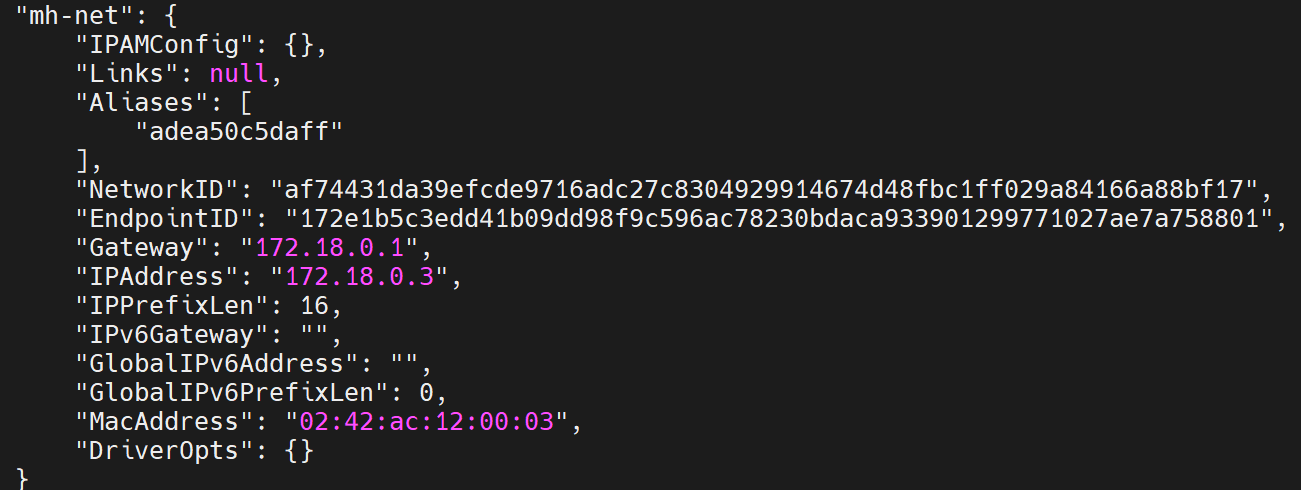 "mh-net": {
"IPAMConfig": {},
"Links": null,
"Aliases": [
"adea50c5daff"
],
"NetworkID": "af74431da39efcde9716adc27c8304929914674d48fbc1ff029a84166a88bf17",
"EndpointID": "172e1b5c3edd41b09dd98f9c596ac78230bdaca933901299771027ae7a758801",
"Gateway": "172.18.0.1",
"IPAddress": "172.18.0.3",
"IPPrefixLen": 16,
"IPv6Gateway": "",
"GlobalIPv6Address": "",
"GlobalIPv6PrefixLen": 0,
"MacAddress": "02:42:ac:12:00:03",
"DriverOpts": {}
}